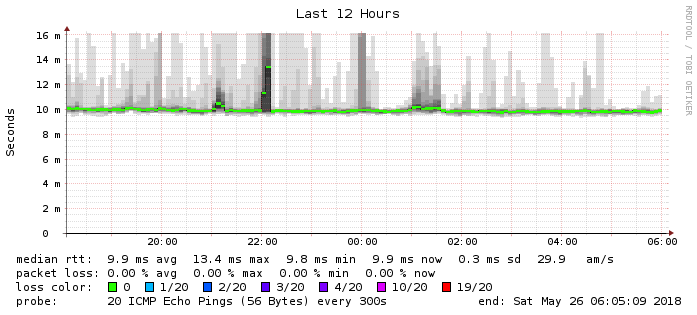 Last 12 Hours
RRDTOOL / TOBI OETIKER
Seconds
16 m
14 m
12 m
10 m
8 m
6 m
4 m
2 m
0
20:00 22:00 00:00 02:00 04:00 06:00
median rtt: 9.9 ms avg 13.4 ms max 9.8 ms min 9.9 ms now 0.3 ms sd 29.9 am/s
packet loss: 0.00 % avg 0.00 % max 0.00 % min 0.00 % now
loss color: 0 1/20 2/20 3/20 4/20 10/20 19/20
probe: 20 ICMP Echo Pings (56 Bytes) every 300s end: Sat May 26 06:05:09 2018